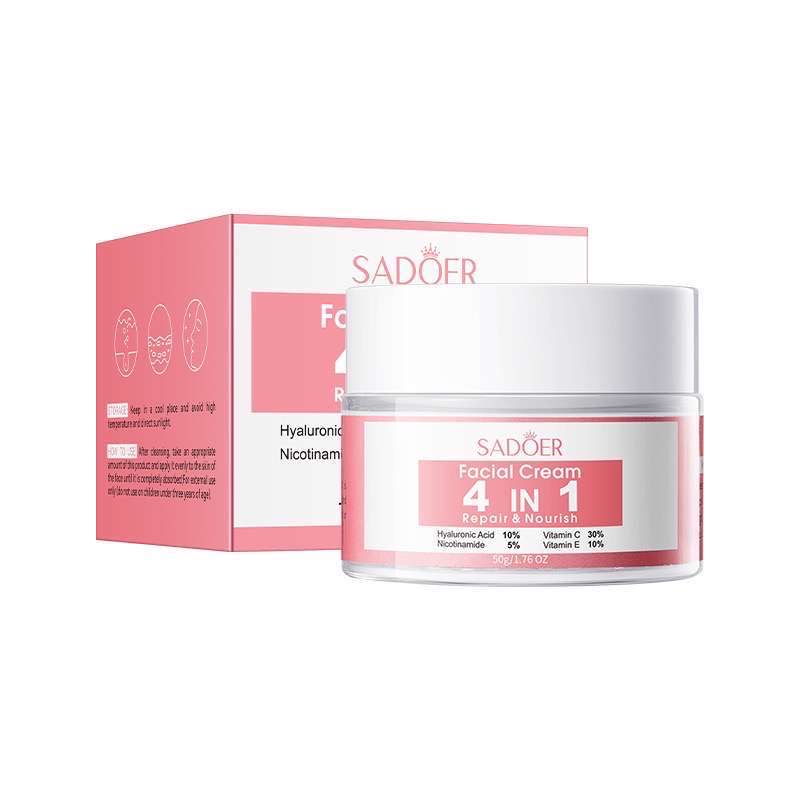 SADOER
STORAGE Keep in a cool place and avoid high
temperature and direct sunlight.
HOW TO USE After cleansing, take an appropriate
amount of this product and apply it evenly to the skin of
the face until it is completely absorbed.For external use
only (do not use on children under three years of age).
Hyaluronic
SADOER
Facial Cream
4 IN 1
Repair & Nourish
Hyaluronic Acid 10% Vitamin C 30%
Nicotinamide 5% Vitamin E 10%
50g/1.76 OZ